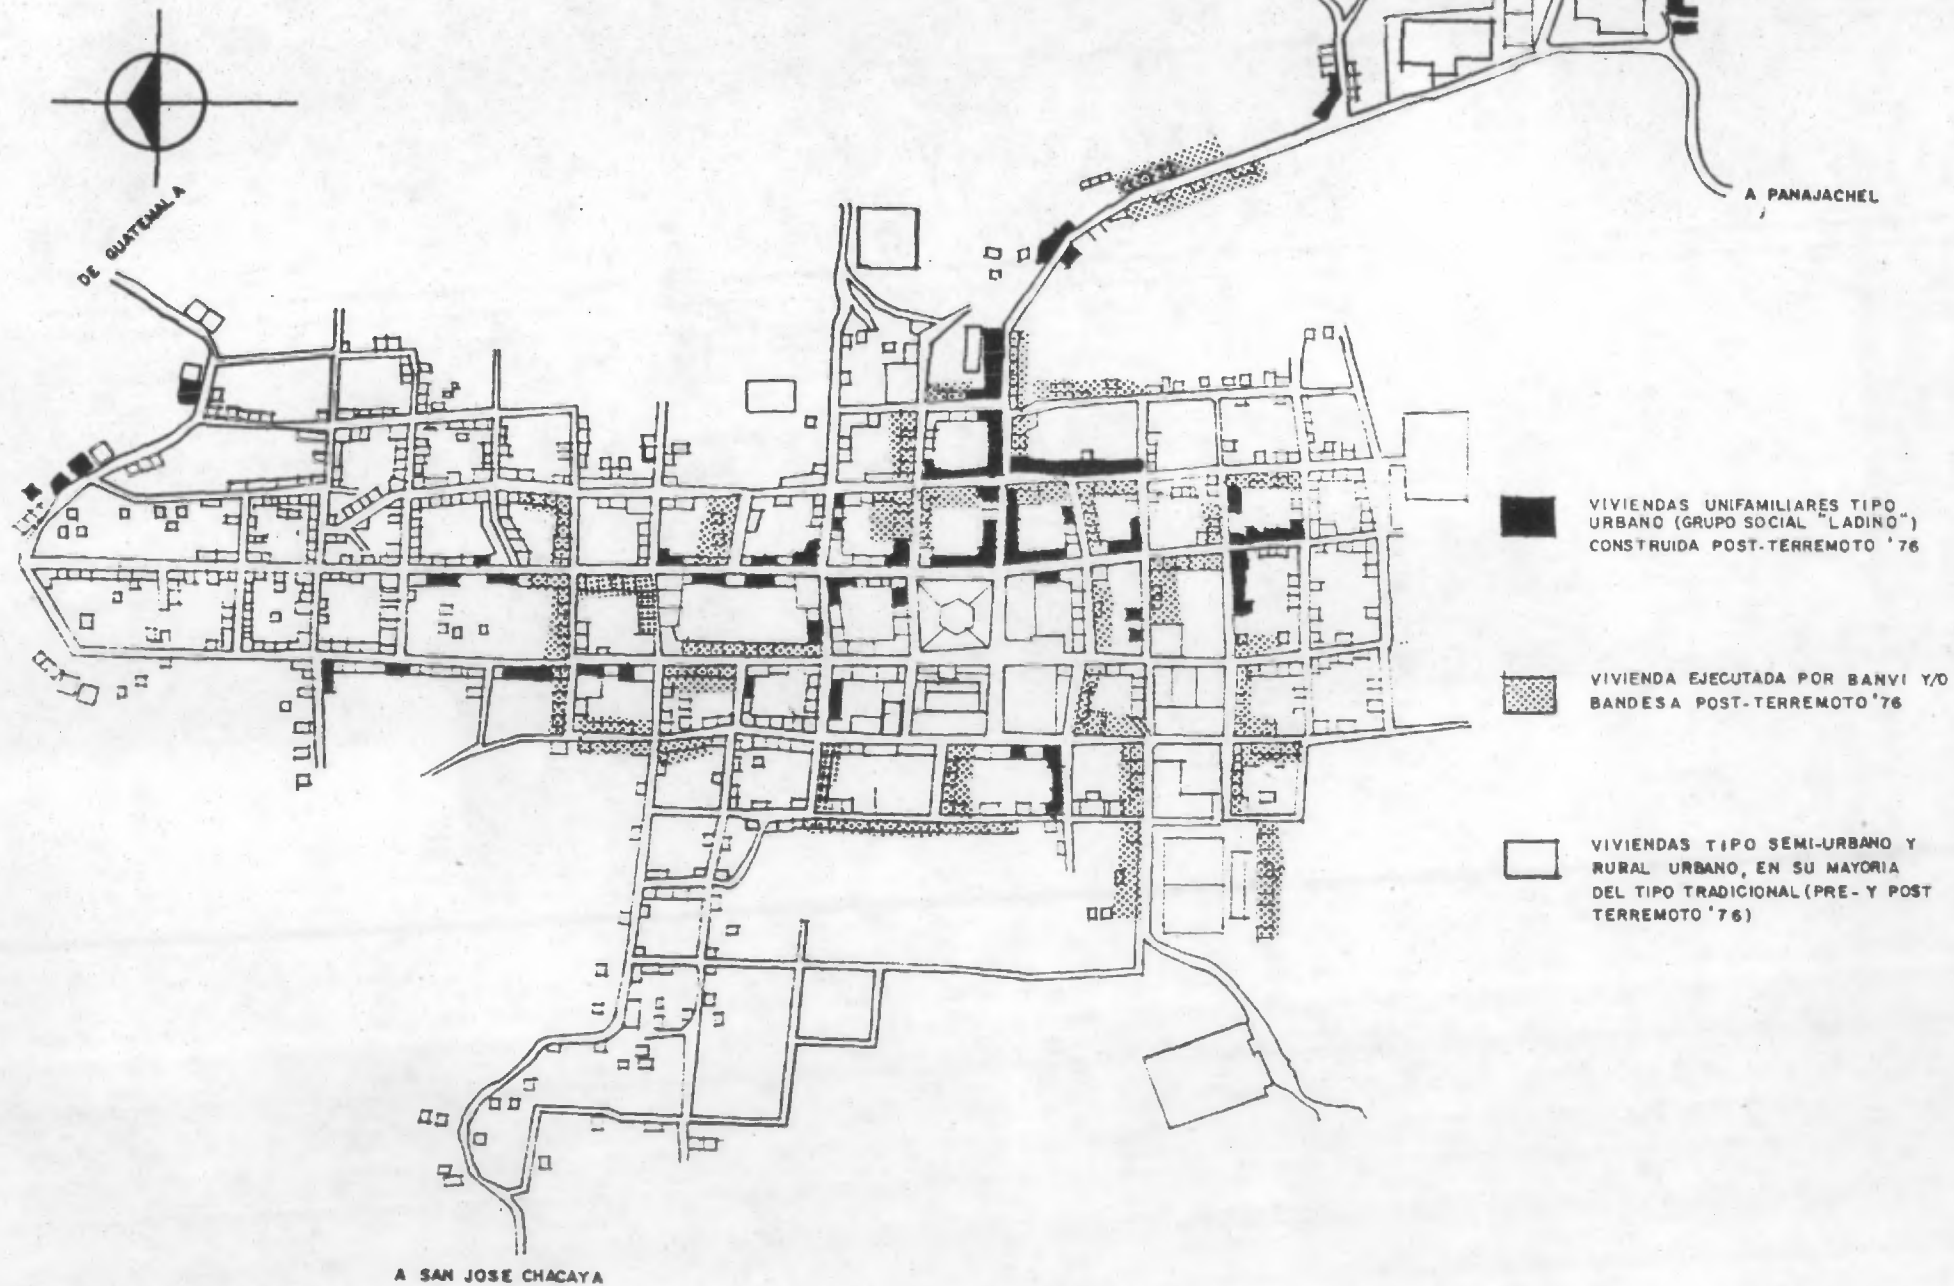 DE GUATEMALA
A PANAJACHEL
VIVIENDAS UNIFAMILIARES TIPO
URBANO (GRUPO SOCIAL "LADINO")
CONSTRUIDA POST-TERREMOTO '76
VIVIENDA EJECUTADA POR BANVI Y/O
BANDESA POST-TERREMOTO '76
VIVIENDAS TIPO SEMI-URBANO Y
RURAL URBANO, EN SU MAYORIA
DEL TIPO TRADICIONAL (PRE- Y POST
TERREMOTO '76)
A SAN JOSE CHACAYA